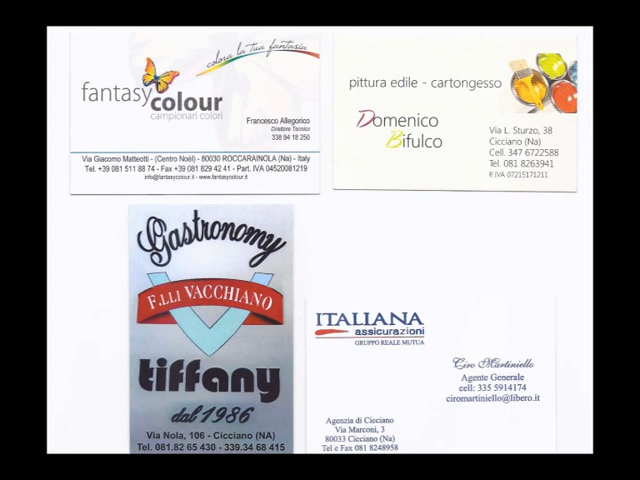 colora la tua fantasia
fantasy
colour
campionari colori
Francesco Allegorico
Direttore Tecnico
338 94 18 250
Via Giacomo Matteotti - (Centro Noèl) - 80030 ROCCARAINOLA (Na) - Italy
Tel. +39 081 511 88 74 - Fax +39 081 829 42 41 - Part. IVA 04520081219
info@fantasycolour.it - www.fantasycolour.it
pittura edile - cartongesso
Domenico
Bifulco
Via L. Sturzo, 38
Cicciano (Na)
Cell. 347 6722588
Tel. 081 8263941
P. IVA 07215171211
Gastronomy
F.LLI VACCHIANO
tiffany
dal 1986
Via Nola, 106 - Cicciano (NA)
Tel. 081.82 65 430 - 339.34 68 415
ITALIANA
assicurazioni
GRUPPO REALE MUTUA
Ciro Martiniello
Agente Generale
cell: 335 5914174
ciromartiniello@libero.it
Agenzia di Cicciano
Via Marconi, 3
80033 Cicciano (Na)
Tel e Fax 081 8248958